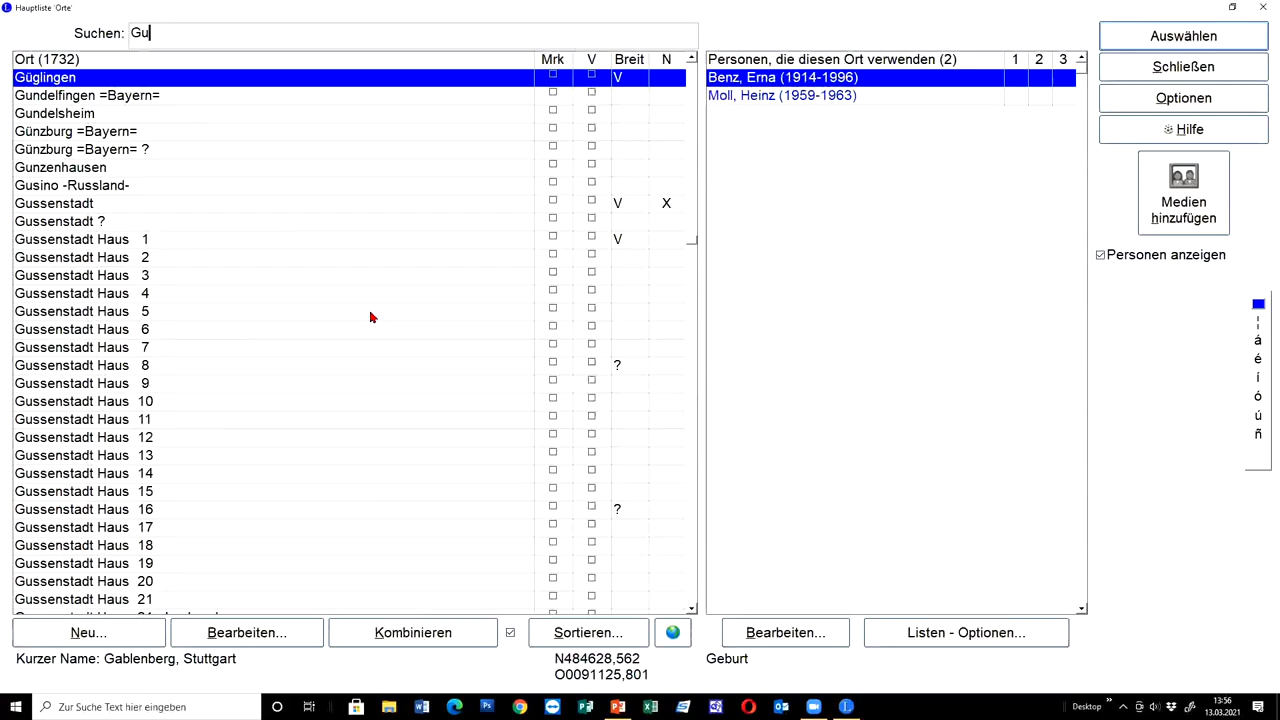 Hauptliste 'Orte'
Suchen: Gu
Auswählen
Ort (1732) Mrk V Breit N
Personen, die diesen Ort verwenden (2) 1 2 3
Schließen
Güglingen V
Benz, Erna (1914-1996)
Gundelfingen =Bayern=
Moll, Heinz (1959-1963)
Optionen
Gundelsheim
Günzburg =Bayern=
Hilfe
Günzburg =Bayern= ?
Gunzenhausen
Gusino -Russland-
Gussenstadt V X
Medien
hinzufügen
Gussenstadt ?
Gussenstadt Haus 1 V
Personen anzeigen
Gussenstadt Haus 2
Gussenstadt Haus 3
Gussenstadt Haus 4
Gussenstadt Haus 5
Gussenstadt Haus 6
Gussenstadt Haus 7
Gussenstadt Haus 8 ?
Gussenstadt Haus 9
Gussenstadt Haus 10
Gussenstadt Haus 11
Gussenstadt Haus 12
Gussenstadt Haus 13
Gussenstadt Haus 14
Gussenstadt Haus 15
Gussenstadt Haus 16 ?
Gussenstadt Haus 17
Gussenstadt Haus 18
Gussenstadt Haus 19
Gussenstadt Haus 20
Gussenstadt Haus 21
á
é
í
ó
ú
ñ
Neu... Bearbeiten... Kombinieren Sortieren... Bearbeiten... Listen - Optionen...
Kurzer Name: Gablenberg, Stuttgart
N484628,562
O0091125,801
Geburt
Zur Suche Text hier eingeben
Desktop
13:56
13.03.2021